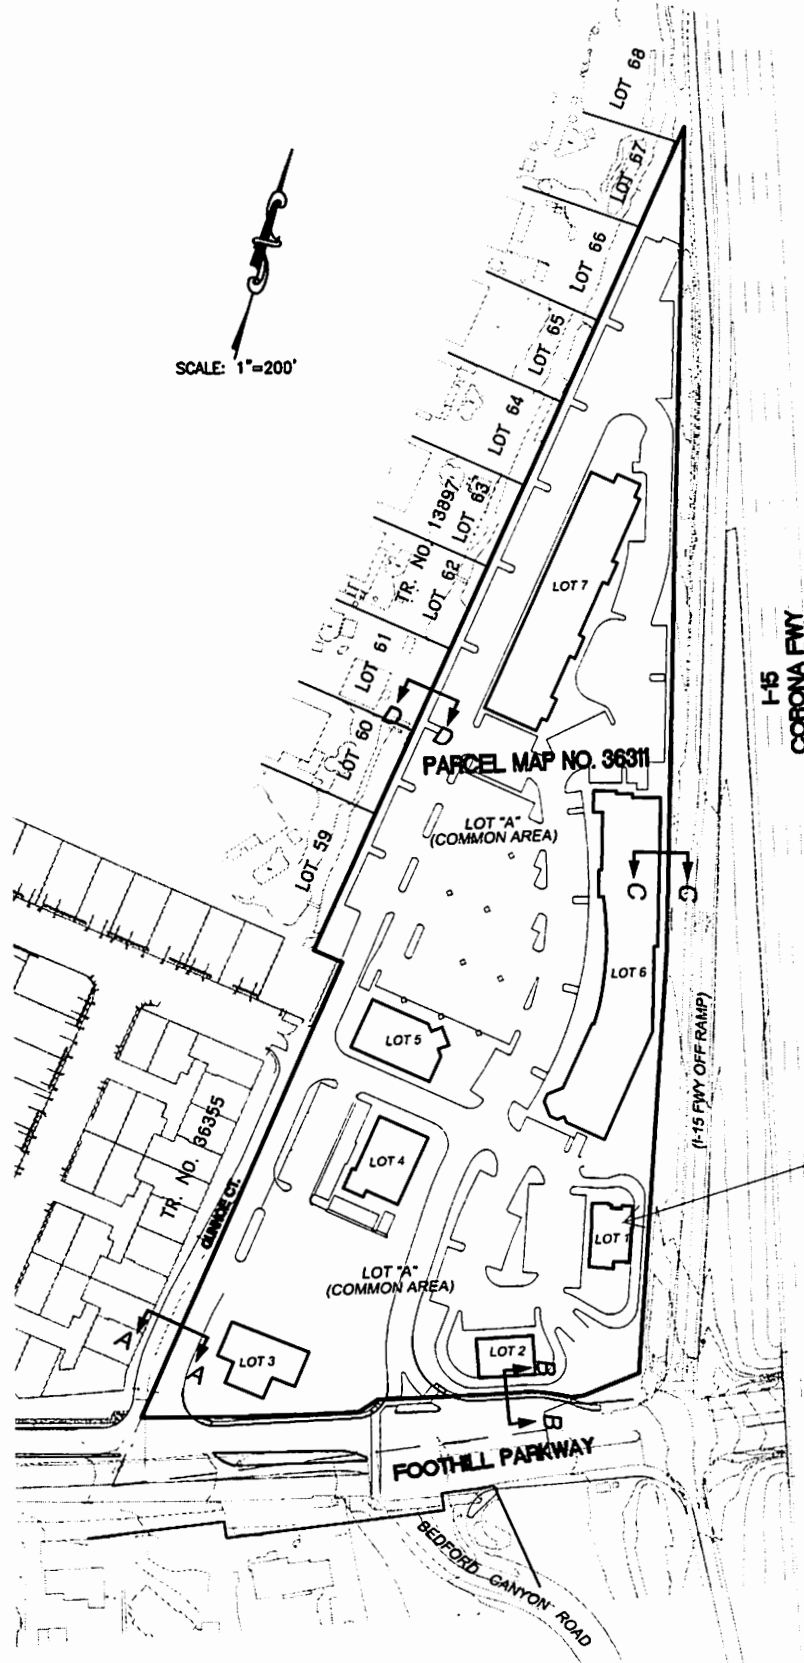 LOT 68
LOT 67
LOT 66
LOT 65
SCALE: 1"=200'
LOT 64
TR. NO. 13897
LOT 63
LOT 62
LOT 7
LOT 61
I-15
CORONA FWY
D
D
LOT 60
PARCEL MAP NO. 36311
LOT "A"
(COMMON AREA)
LOT 59
C
C
LOT 6
(I-15 FWY OFF RAMP)
LOT 5
TR. NO. 36355
LOT 4
LOT 1
LOT "A"
(COMMON AREA)
A
A
LOT 3
LOT 2
B
B
FOOTHILL PARKWAY
BEDFORD CANYON ROAD